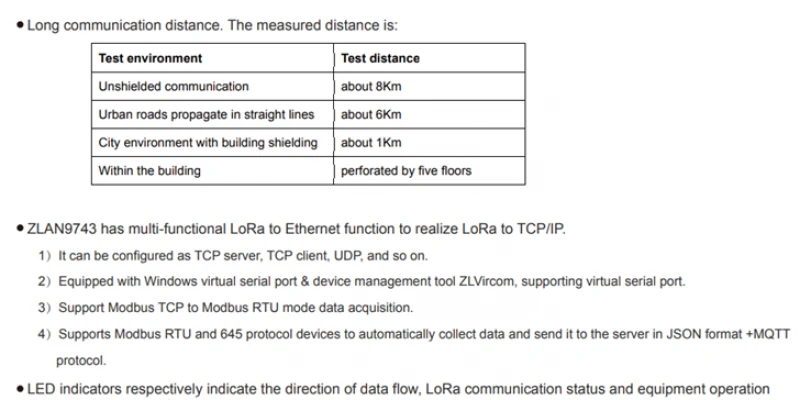 ● Long communication distance. The measured distance is:
Test environment Test distance
Unshielded communication about 8Km
Urban roads propagate in straight lines about 6Km
City environment with building shielding about 1Km
Within the building perforated by five floors
● ZLAN9743 has multi-functional LoRa to Ethernet function to realize LoRa to TCP/IP.
1）It can be configured as TCP server, TCP client, UDP, and so on.
2）Equipped with Windows virtual serial port & device management tool ZLVircom, supporting virtual serial port.
3）Support Modbus TCP to Modbus RTU mode data acquisition.
4）Supports Modbus RTU and 645 protocol devices to automatically collect data and send it to the server in JSON format +MQTT
protocol.
● LED indicators respectively indicate the direction of data flow, LoRa communication status and equipment operation